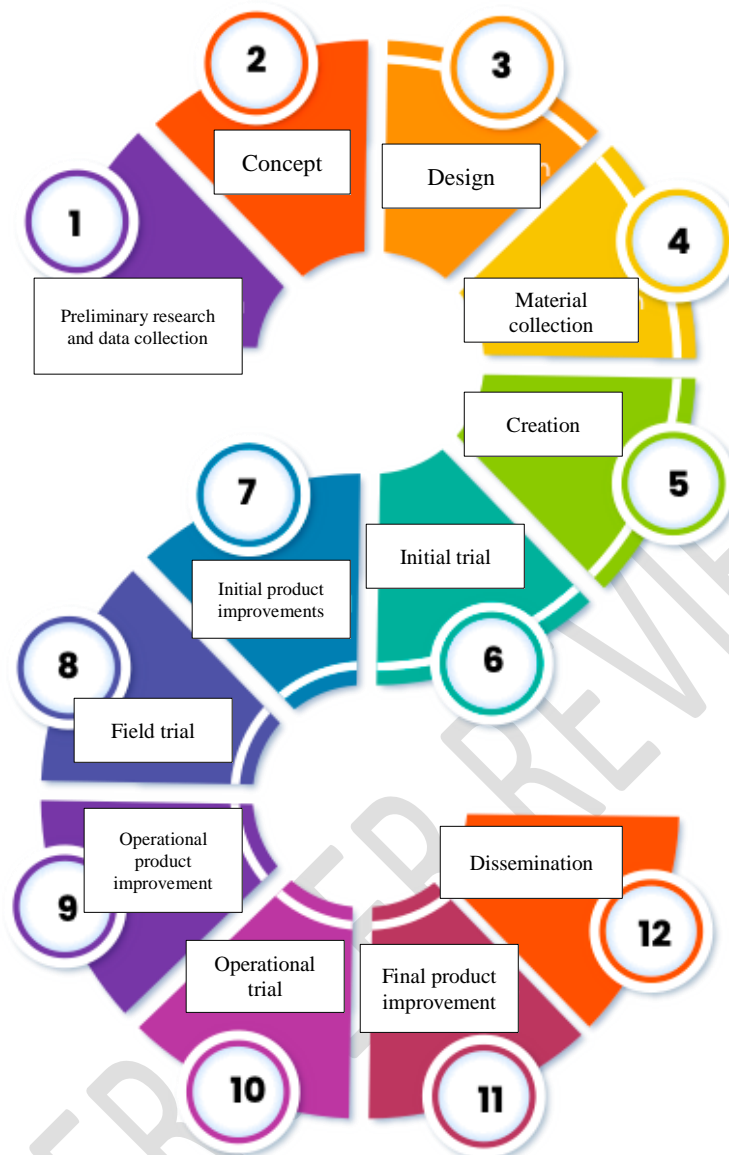 1
Preliminary research
and data collection
2
Concept
3
Design
4
Material
collection
5
Creation
6
Initial trial
7
Initial product
improvements
8
Field trial
9
Operational
product
improvement
10
Operational
trial
11
Final product
improvement
12
Dissemination